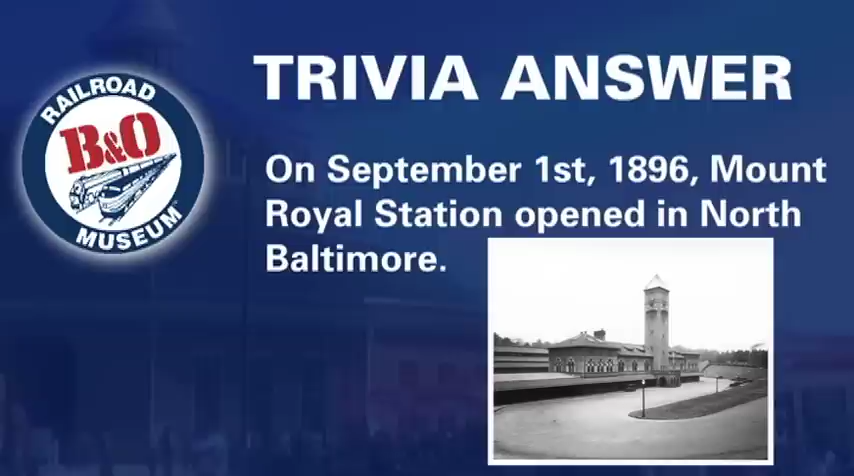 TRIVIA ANSWER
RAILROAD
B&O
MUSEUM
On September 1st, 1896, Mount
Royal Station opened in North
Baltimore.